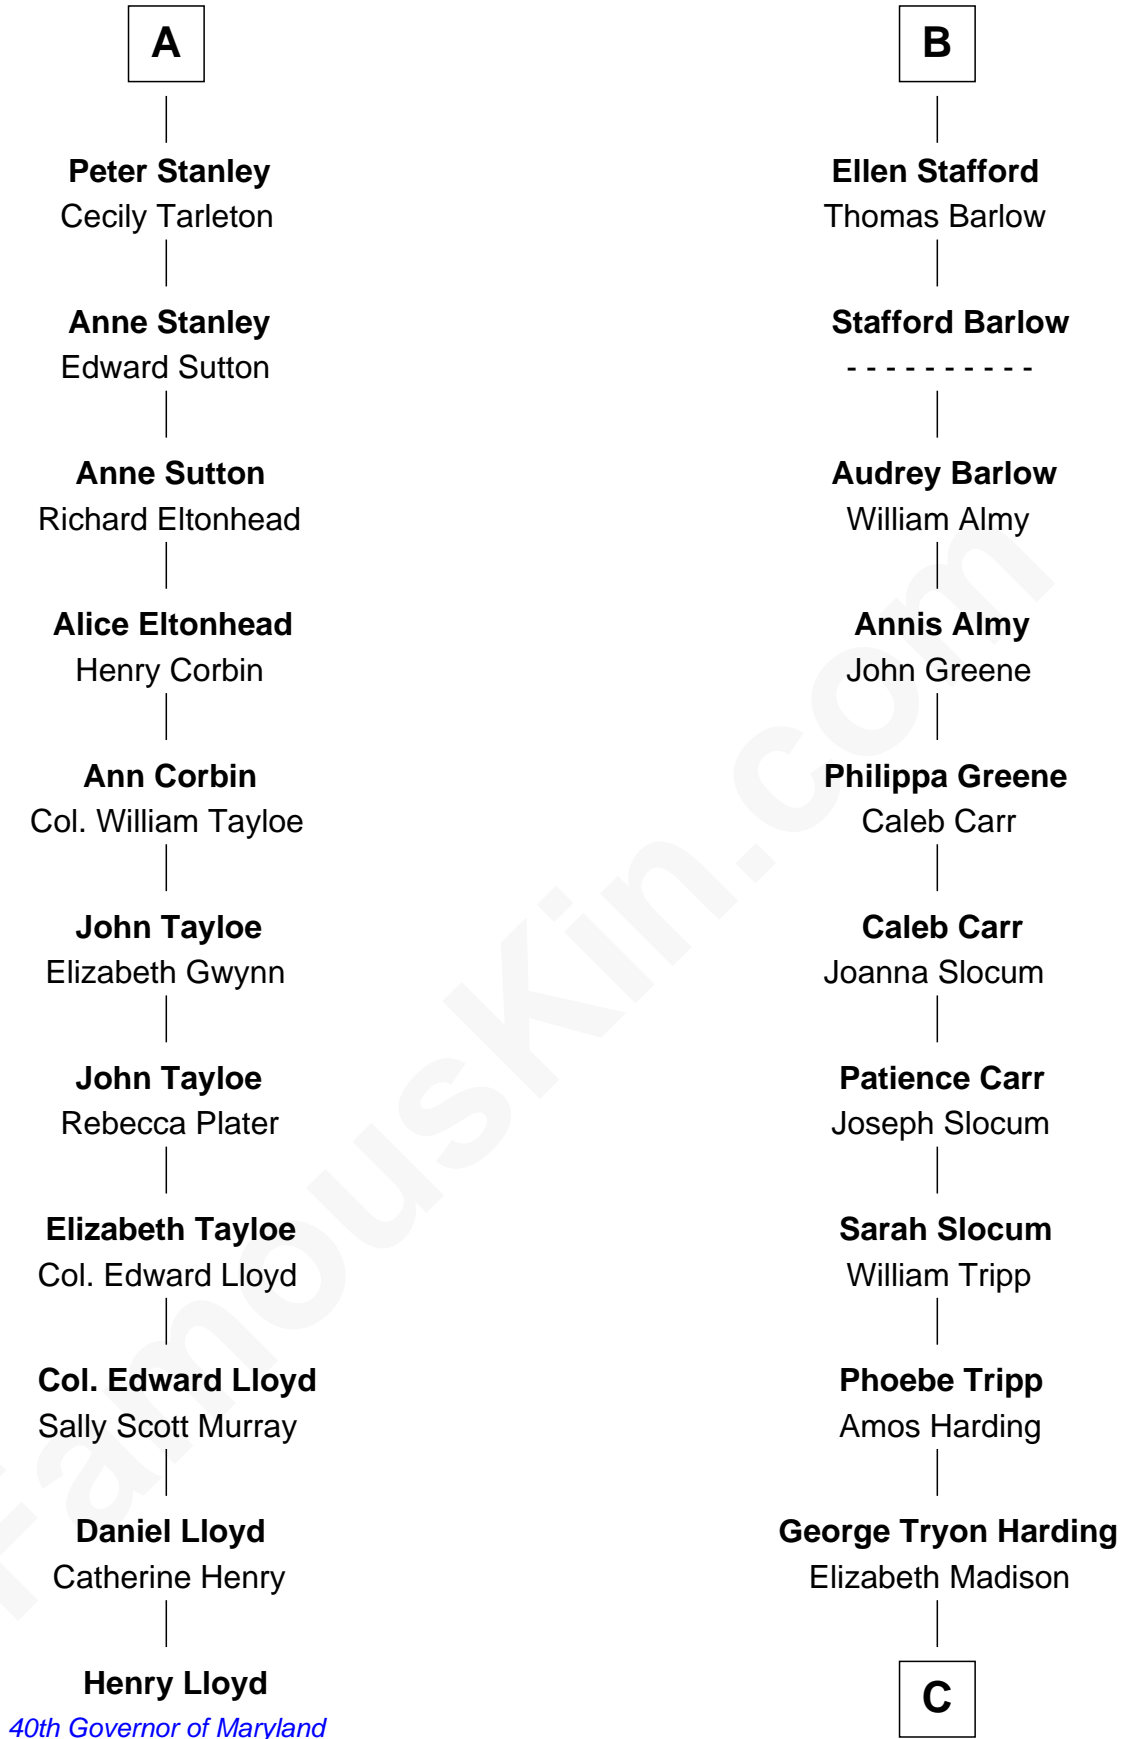 A
Peter Stanley
Cecily Tarleton
Anne Stanley
Edward Sutton
Anne Sutton
Richard Eltonhead
Alice Eltonhead
Henry Corbin
Ann Corbin
Col. William Tayloe
John Tayloe
Elizabeth Gwynn
John Tayloe
Rebecca Plater
Elizabeth Tayloe
Col. Edward Lloyd
Col. Edward Lloyd
Sally Scott Murray
Daniel Lloyd
Catherine Henry
Henry Lloyd
40th Governor of Maryland
B
Ellen Stafford
Thomas Barlow
Stafford Barlow
- - - - - - - - - -
Audrey Barlow
William Almy
Annis Almy
John Greene
Philippa Greene
Caleb Carr
Caleb Carr
Joanna Slocum
Patience Carr
Joseph Slocum
Sarah Slocum
William Tripp
Phoebe Tripp
Amos Harding
George Tryon Harding
Elizabeth Madison
C
FamousKin.com